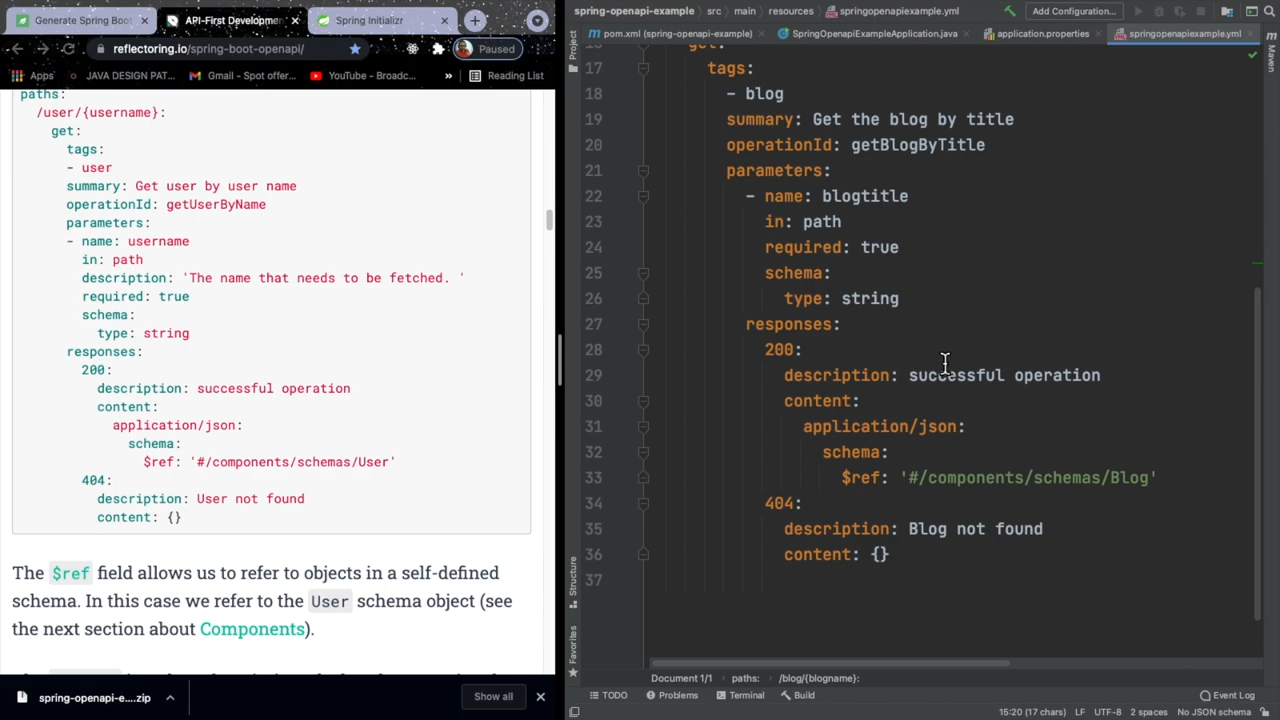 Generate Spring Boo
API-First Developmen
Spring Initializr
reflectoring.io/spring-boot-openapi/
Paused
Apps
JAVA DESIGN PAT...
Gmail - Spot offer...
YouTube - Broadc...
»
Reading List
paths:
/user/{username}:
get:
tags:
- user
summary: Get user by user name
operationId: getUserByName
parameters:
- name: username
in: path
description: 'The name that needs to be fetched. '
required: true
schema:
type: string
responses:
200:
description: successful operation
content:
application/json:
schema:
$ref: '#/components/schemas/User'
404:
description: User not found
content: {}
The $ref field allows us to refer to objects in a self-defined
schema. In this case we refer to the User schema object (see
the next section about Components).
spring-openapi-e....zip
Show all
spring-openapi-example
src
main
resources
springopenapiexample.yml
Add Configuration...
pom.xml (spring-openapi-example)
SpringOpenapiExampleApplication.java
application.properties
springopenapiexample.yml
Project
Structure
Favorites
Maven
16 get:
17 tags:
18 - blog
19 summary: Get the blog by title
20 operationId: getBlogByTitle
21 parameters:
22 - name: blogtitle
23 in: path
24 required: true
25 schema:
26 type: string
27 responses:
28 200:
29 description: successful operation
30 content:
31 application/json:
32 schema:
33 $ref: '#/components/schemas/Blog'
34 404:
35 description: Blog not found
36 content: {}
37
Document 1/1
paths:
/blog/{blogname}:
TODO
Problems
Terminal
Build
Event Log
15:20 (17 chars) LF UTF-8 2 spaces No JSON schema